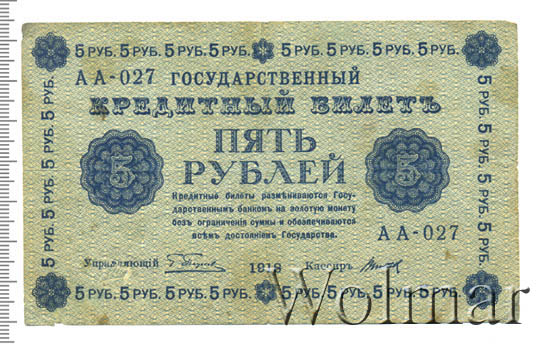 5 РУБ. 5 РУБ. 5 РУБ. 5 РУБ. 5 РУБ. 5 РУБ. 5 РУБ. 5 РУБ.
АА-027 ГОСУДАРСТВЕННЫЙ
КРЕДИТНЫЙ БИЛЕТЪ
ПЯТЬ
РУБЛЕЙ
5
5
Кредитные билеты размѣниваются Госу-
дарственнымъ банкомъ на золотую монету
безъ ограниченія суммы и обезпечиваются
всѣмъ достояніемъ Государства.
АА-027
Управляющій
1918
Кассиръ
5 РУБ. 5 РУБ. 5 РУБ. 5 РУБ. 5 РУБ. 5 РУБ. 5 РУБ. 5 РУБ.
5 РУБ. 5 РУБ. 5 РУБ. 5 РУБ.
5 РУБ. 5 РУБ. 5 РУБ. 5 РУБ.
Wolmar